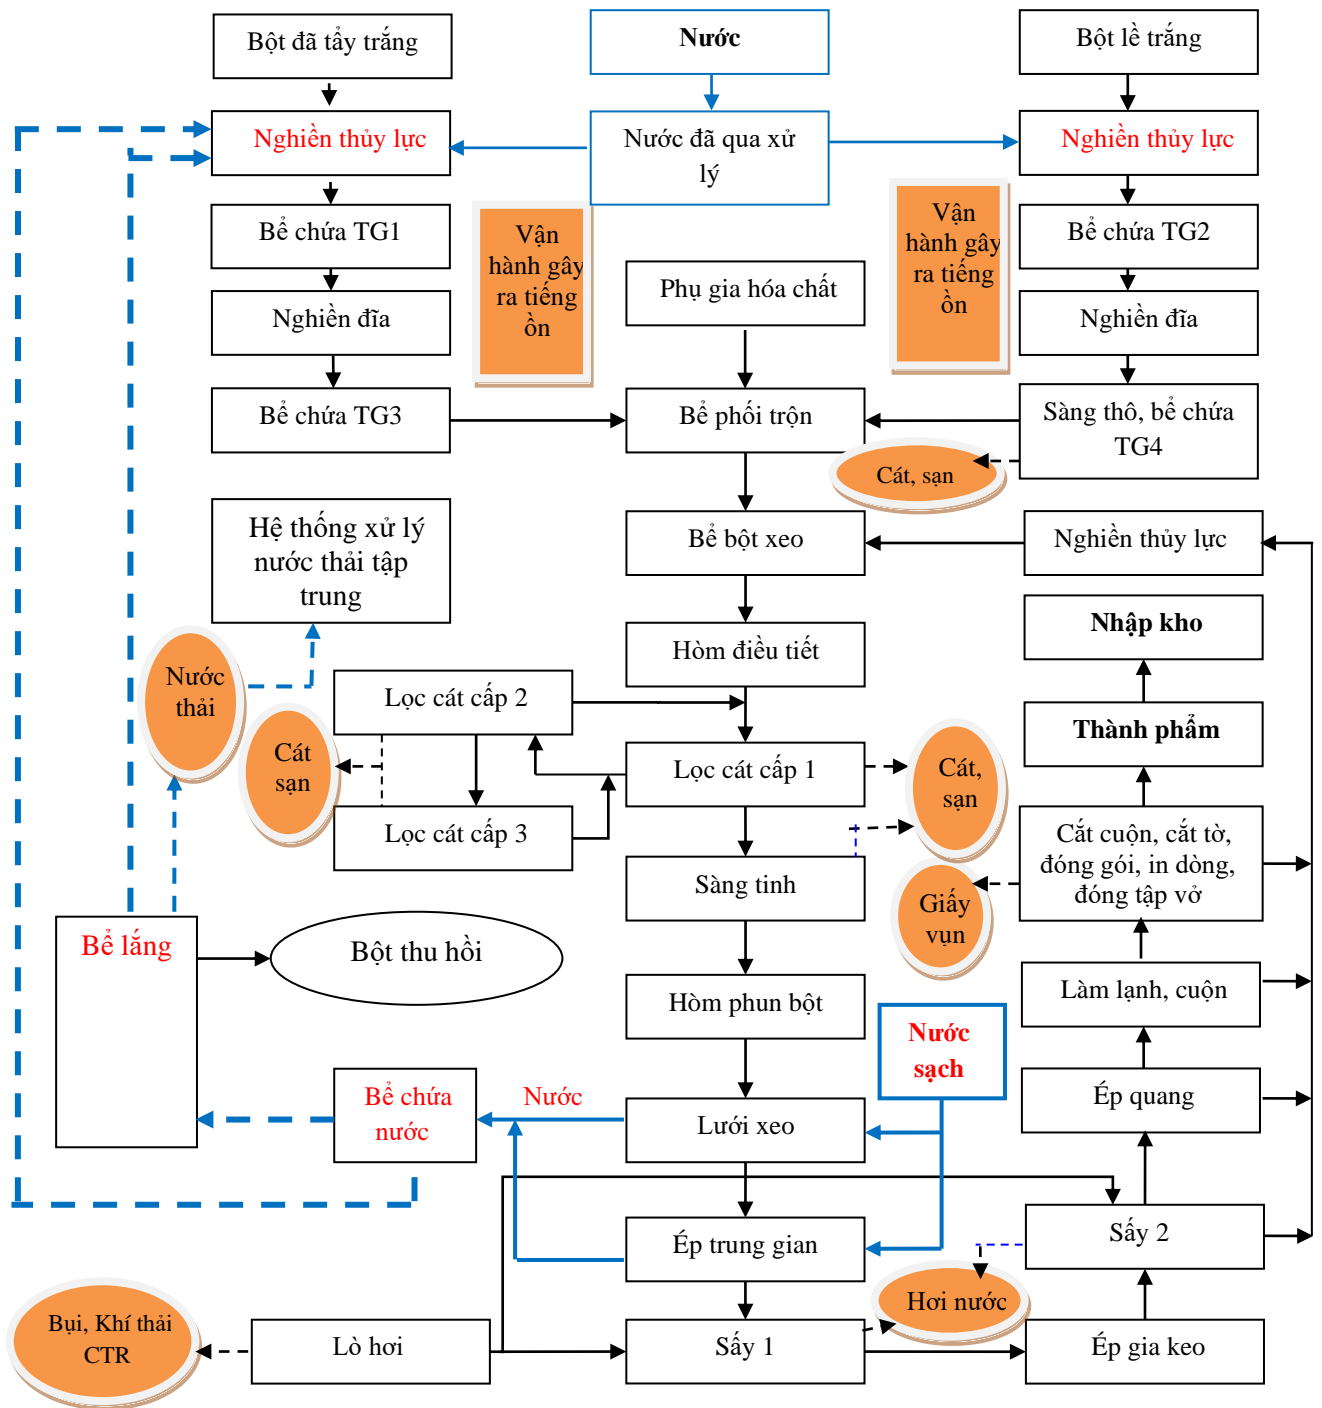 Bột đã tẩy trắng
Nước
Bột lề trắng
Nghiền thủy lực
Nước đã qua xử
lý
Nghiền thủy lực
Bể chứa TG1
Vận
hành gây
ra tiếng
ồn
Vận
hành gây
ra tiếng
ồn
Bể chứa TG2
Phụ gia hóa chất
Nghiền đĩa
Nghiền đĩa
Bể chứa TG3
Bể phối trộn
Sàng thô, bể chứa
TG4
Cát, sạn
Hệ thống xử lý
nước thải tập
trung
Bể bột xeo
Nghiền thủy lực
Nhập kho
Hòm điều tiết
Nước
thải
Lọc cát cấp 2
Thành phẩm
Cát
sạn
Lọc cát cấp 1
Cát,
sạn
Lọc cát cấp 3
Cắt cuộn, cắt tờ,
đóng gói, in dòng,
đóng tập vở
Sàng tinh
Giấy
vụn
Bể lắng
Bột thu hồi
Làm lạnh, cuộn
Hòm phun bột
Nước
sạch
Bể chứa
nước
Nước
Lưới xeo
Ép quang
Ép trung gian
Sấy 2
Hơi nước
Bụi, Khí thải
CTR
Lò hơi
Sấy 1
Ép gia keo